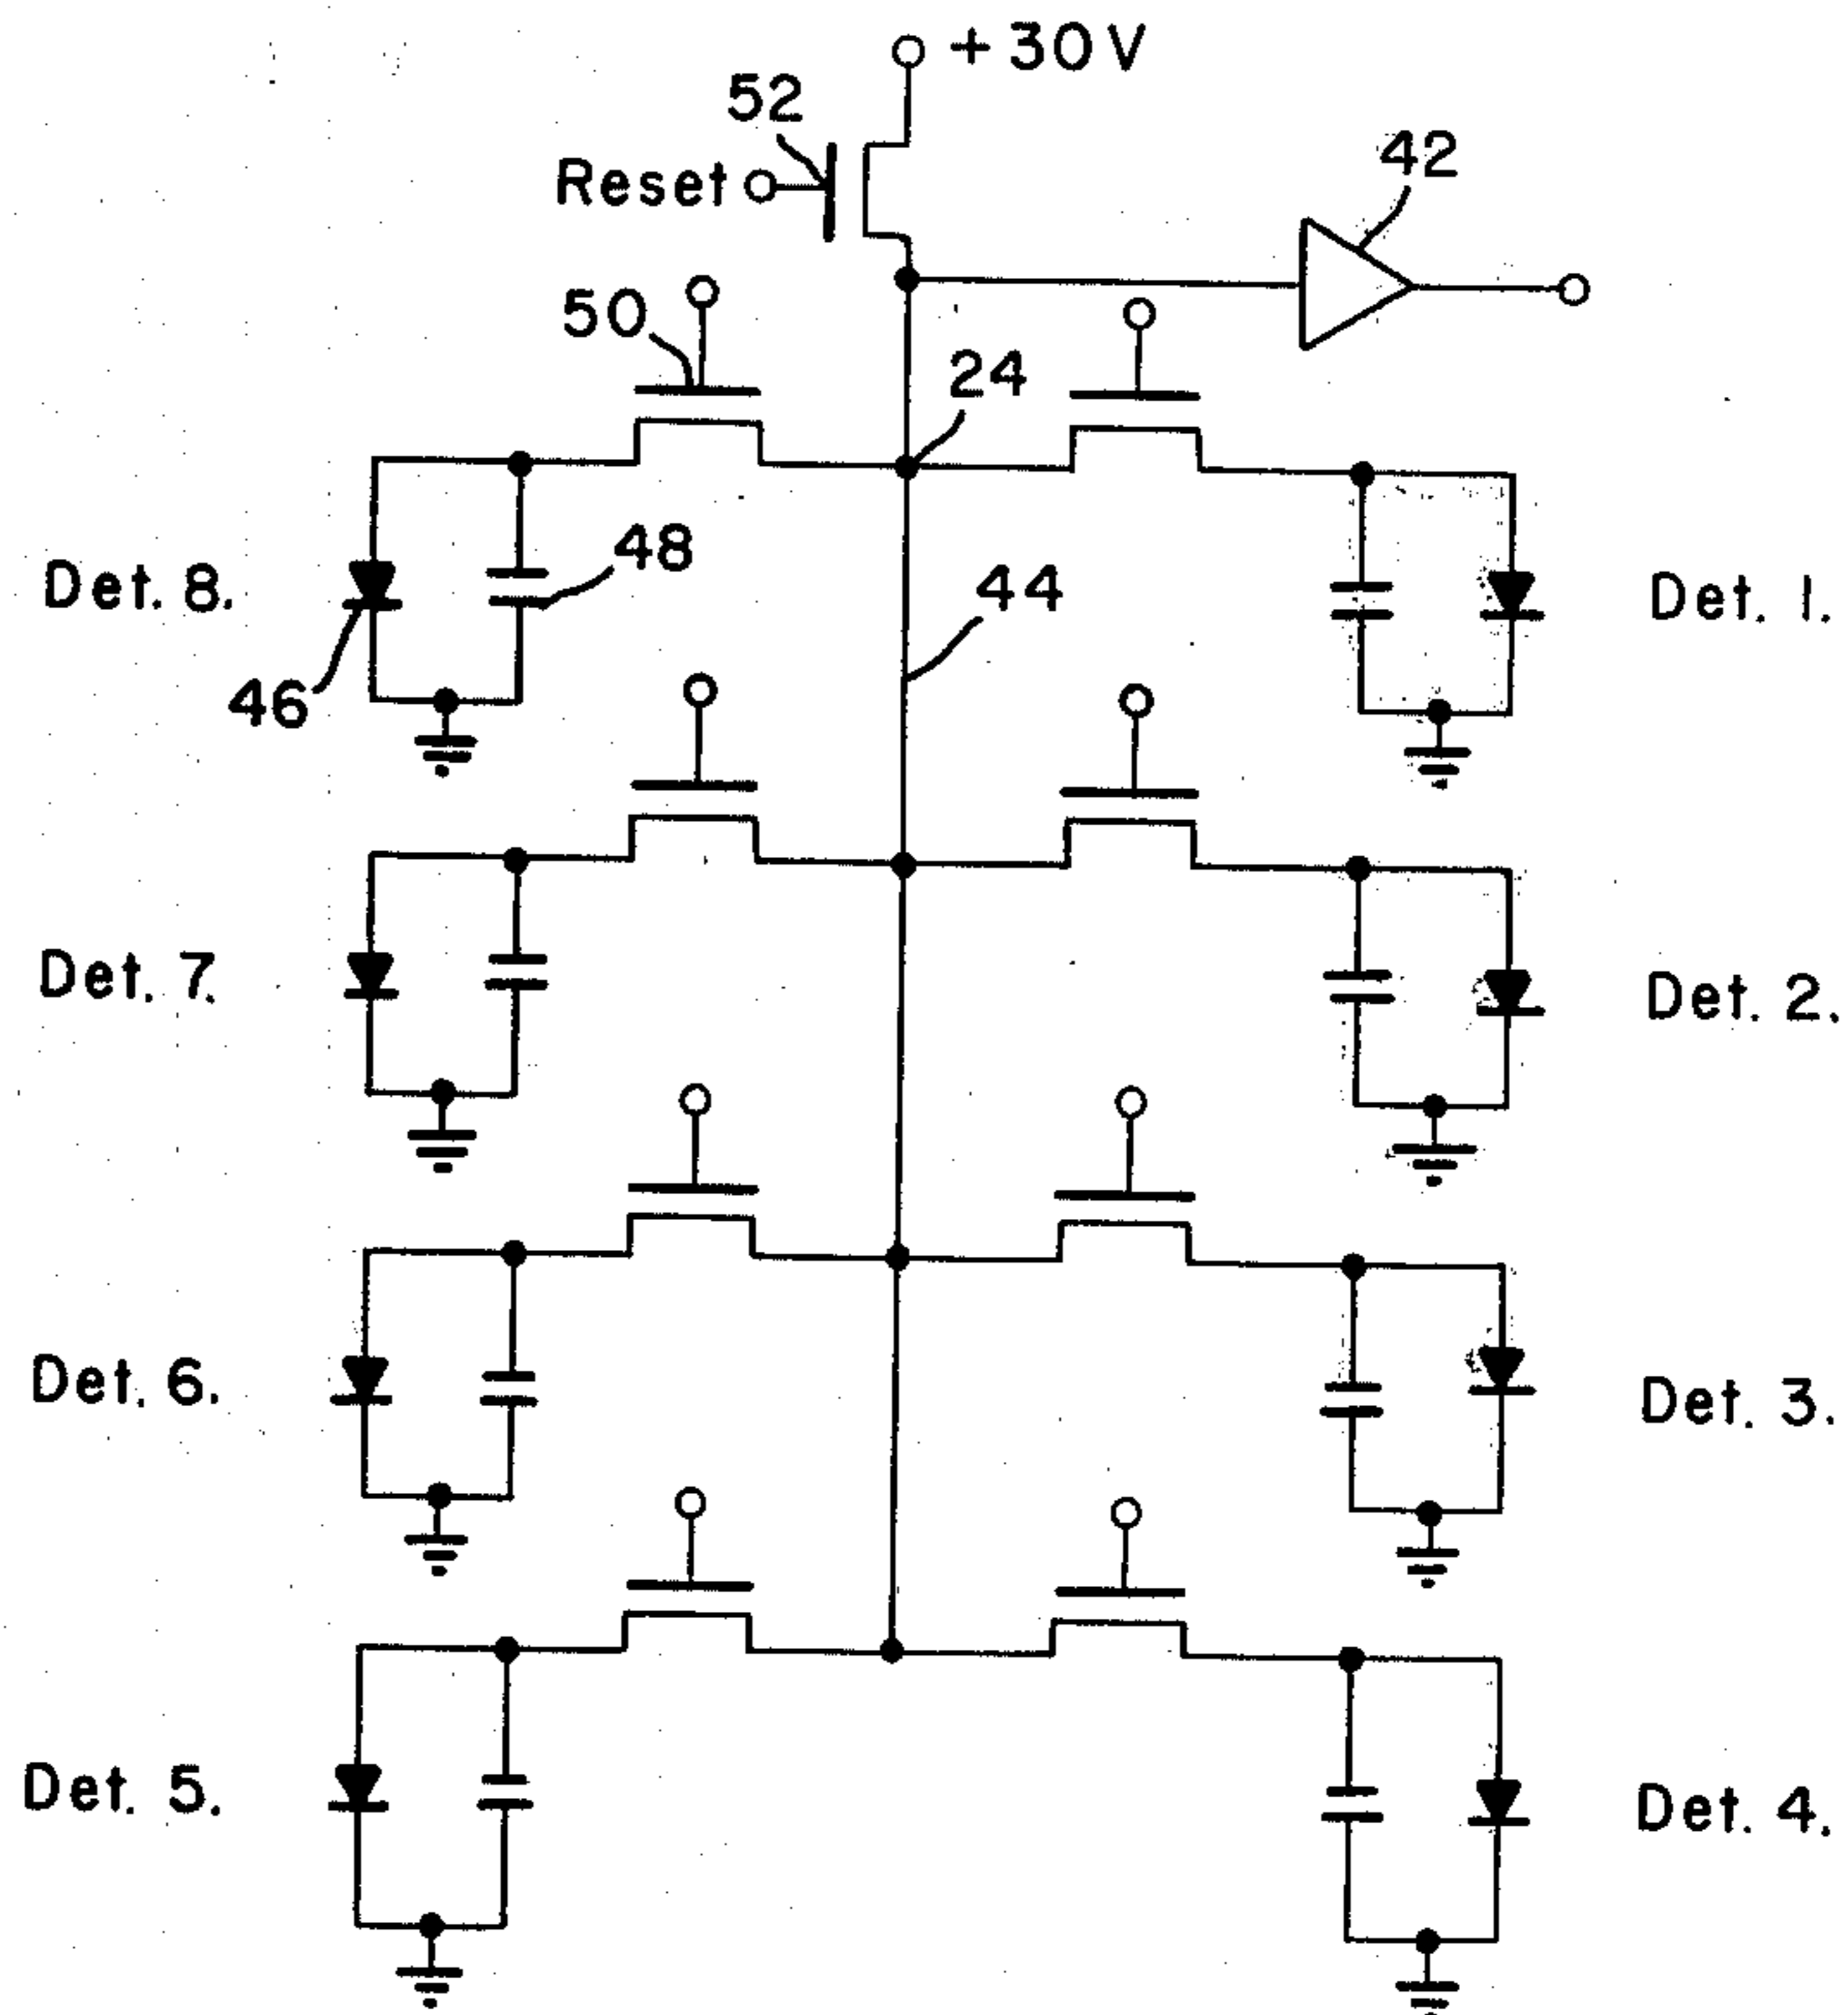 +30V
52
Reset
42
50
24
48
Det. 8.
44
Det. 1.
46
Det. 7.
Det. 2.
Det. 6.
Det. 3.
Det. 5.
Det. 4.